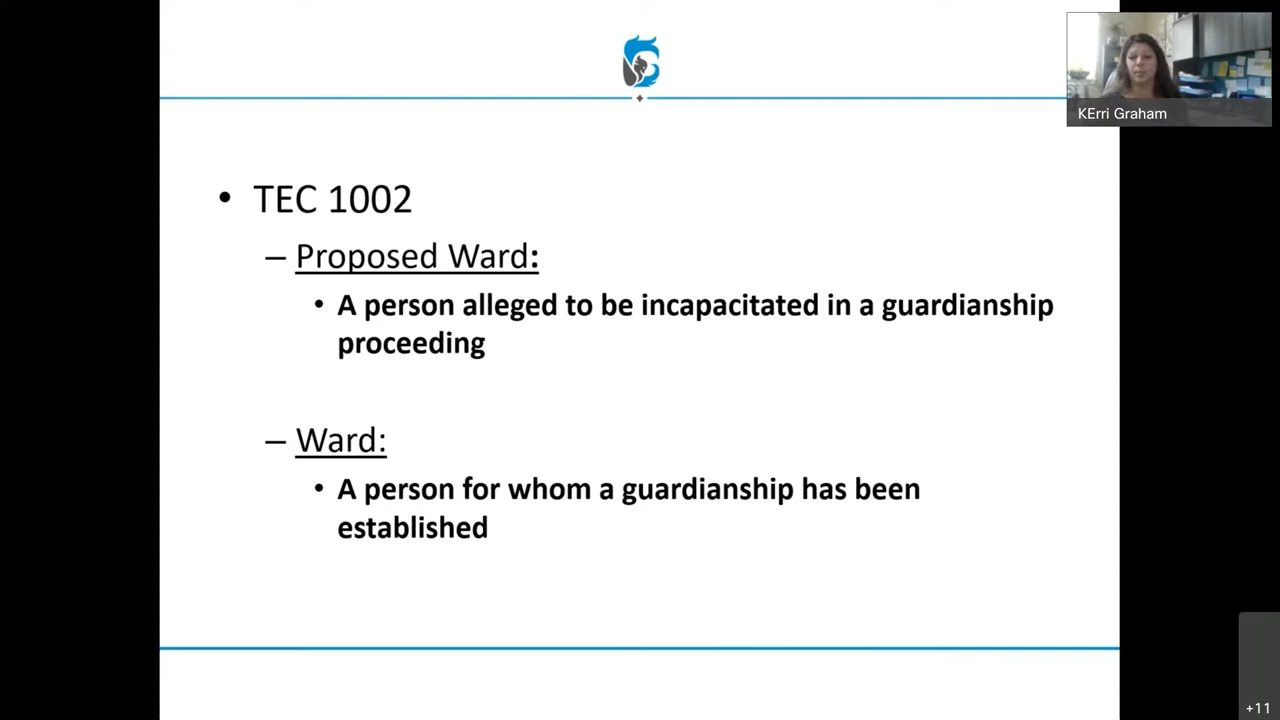 KErri Graham
• TEC 1002
– Proposed Ward:
• A person alleged to be incapacitated in a guardianship
proceeding
– Ward:
• A person for whom a guardianship has been
established
+11